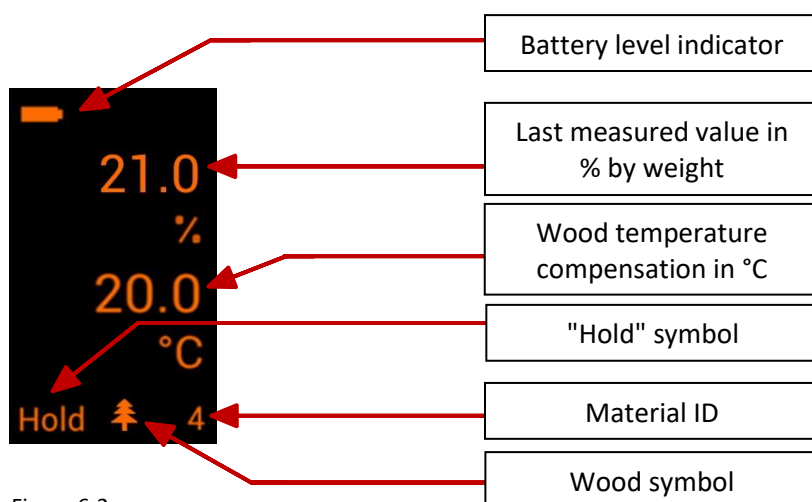 Battery level indicator
21.0
%
20.0
°C
Hold
4
Last measured value in
% by weight
Wood temperature
compensation in °C
"Hold" symbol
Material ID
Wood symbol